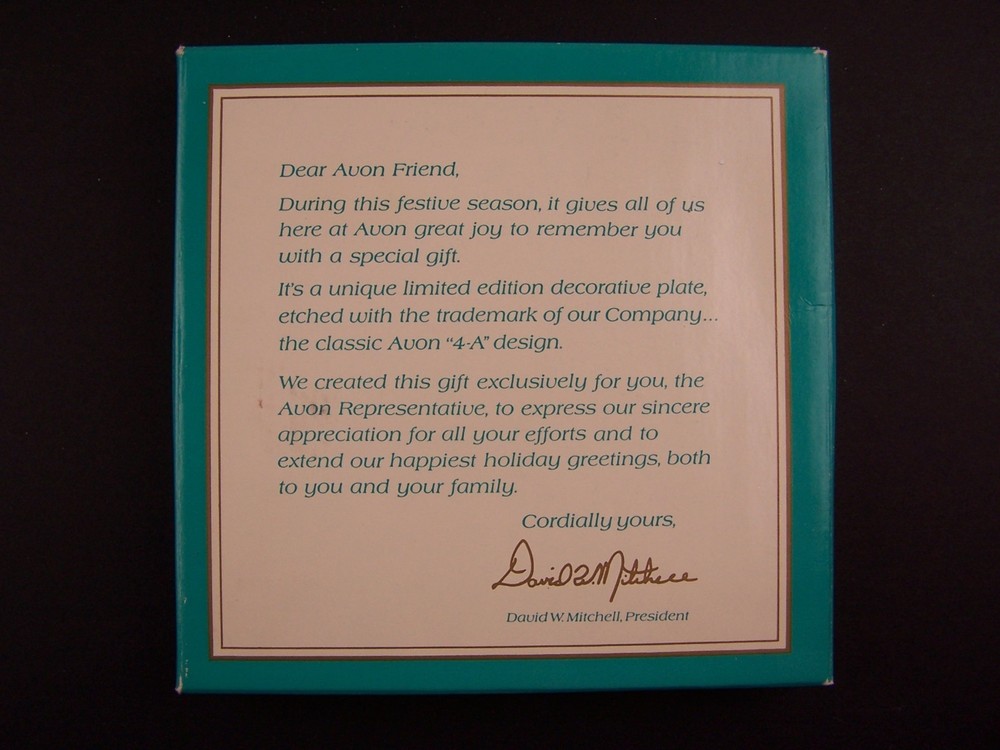 Dear Avon Friend,
During this festive season, it gives all of us
here at Avon great joy to remember you
with a special gift.
It's a unique limited edition decorative plate,
etched with the trademark of our Company...
the classic Avon "4-A" design.
We created this gift exclusively for you, the
Avon Representative, to express our sincere
appreciation for all your efforts and to
extend our happiest holiday greetings, both
to you and your family.
Cordially yours,
David W. Mitchell
David W. Mitchell, President